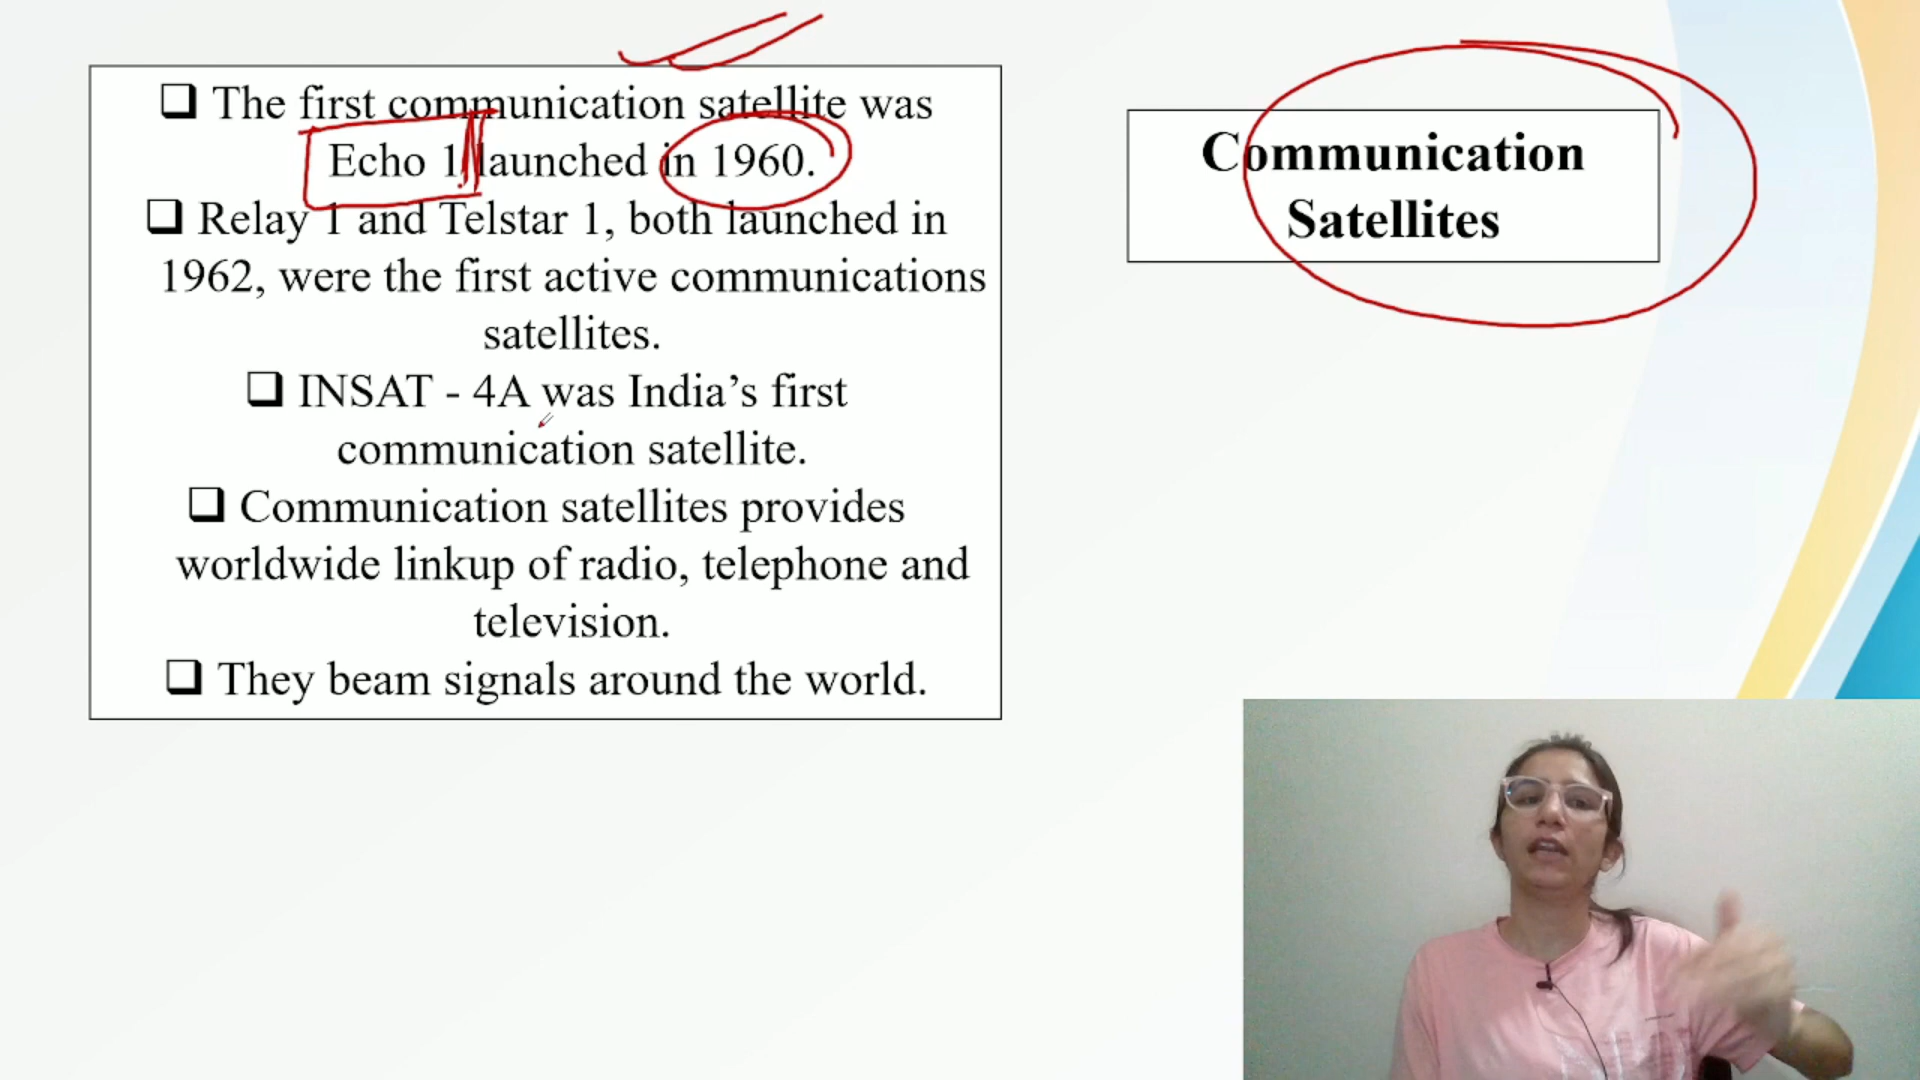 ❑ The first communication satellite was
Echo 1 launched in 1960.
❑ Relay 1 and Telstar 1, both launched in
1962, were the first active communications
satellites.
❑ INSAT - 4A was India’s first
communication satellite.
❑ Communication satellites provides
worldwide linkup of radio, telephone and
television.
❑ They beam signals around the world.
Communication
Satellites